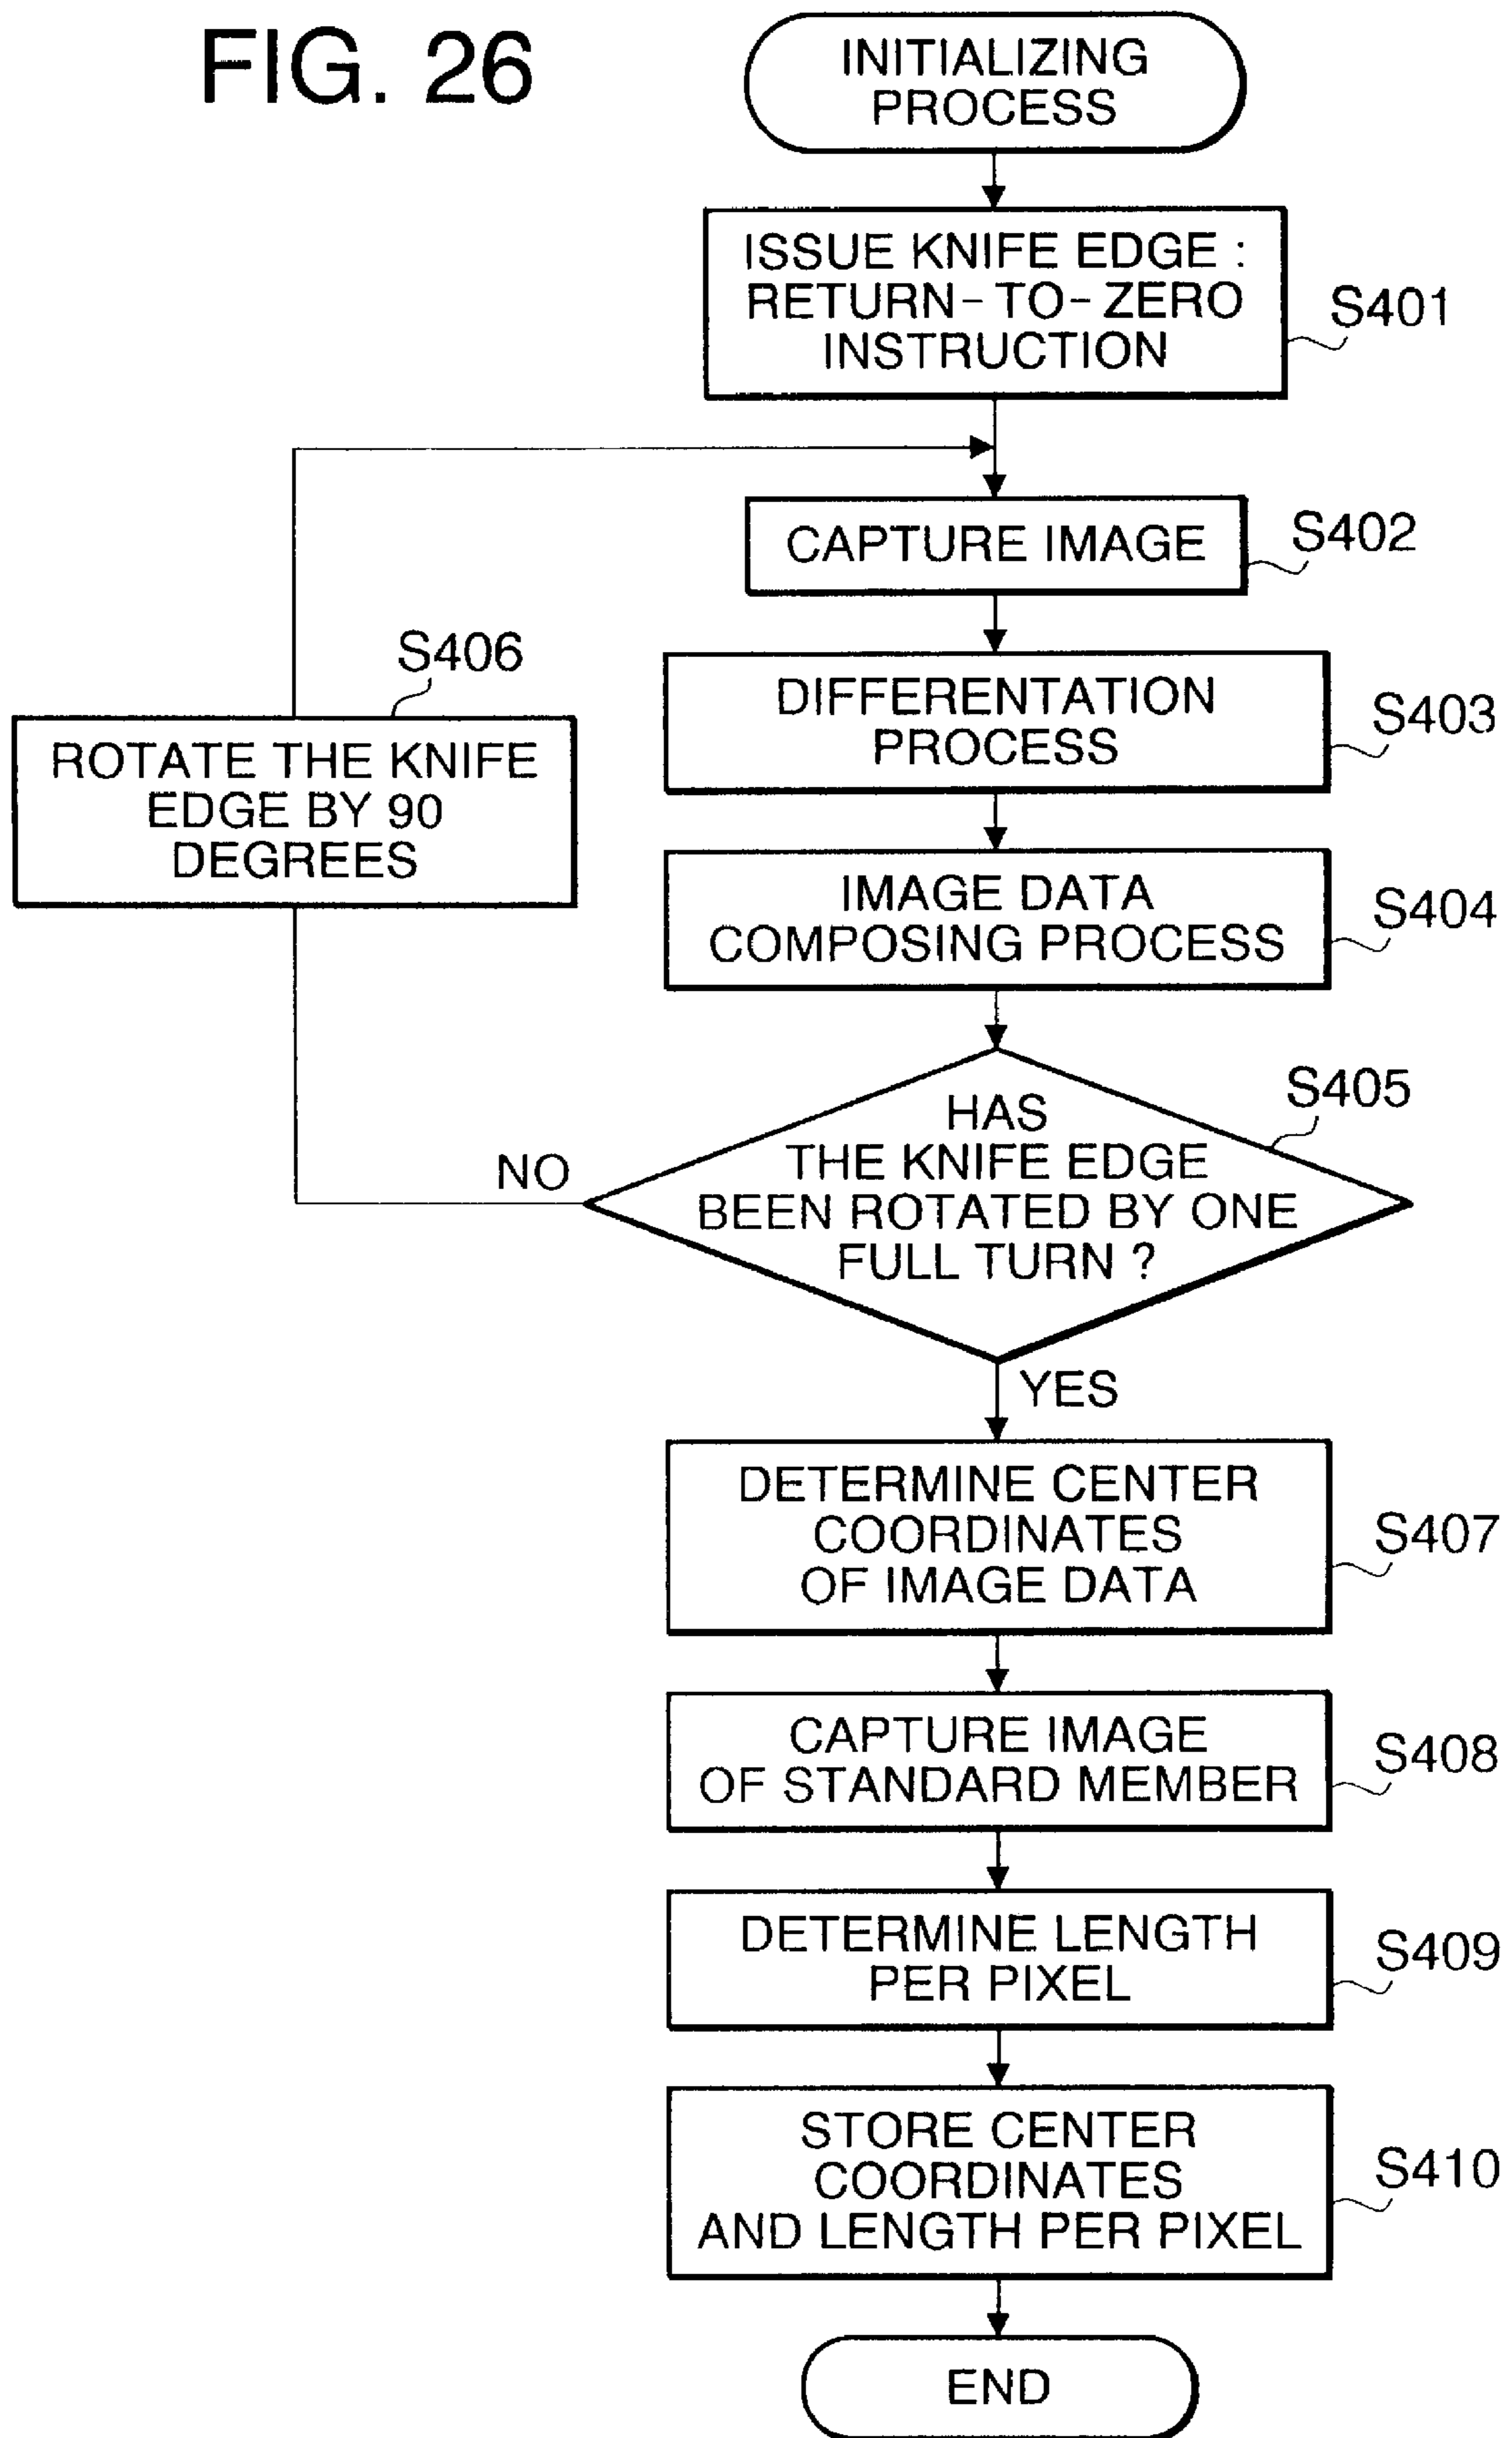 FIG. 26
INITIALIZING
PROCESS
ISSUE KNIFE EDGE :
RETURN-TO-ZERO
INSTRUCTION
S401
CAPTURE IMAGE
S402
DIFFERENTATION
PROCESS
S403
IMAGE DATA
COMPOSING PROCESS
S404
HAS
THE KNIFE EDGE
BEEN ROTATED BY ONE
FULL TURN ?
S405
NO
S406
ROTATE THE KNIFE
EDGE BY 90
DEGREES
YES
DETERMINE CENTER
COORDINATES
OF IMAGE DATA
S407
CAPTURE IMAGE
OF STANDARD MEMBER
S408
DETERMINE LENGTH
PER PIXEL
S409
STORE CENTER
COORDINATES
AND LENGTH PER PIXEL
S410
END